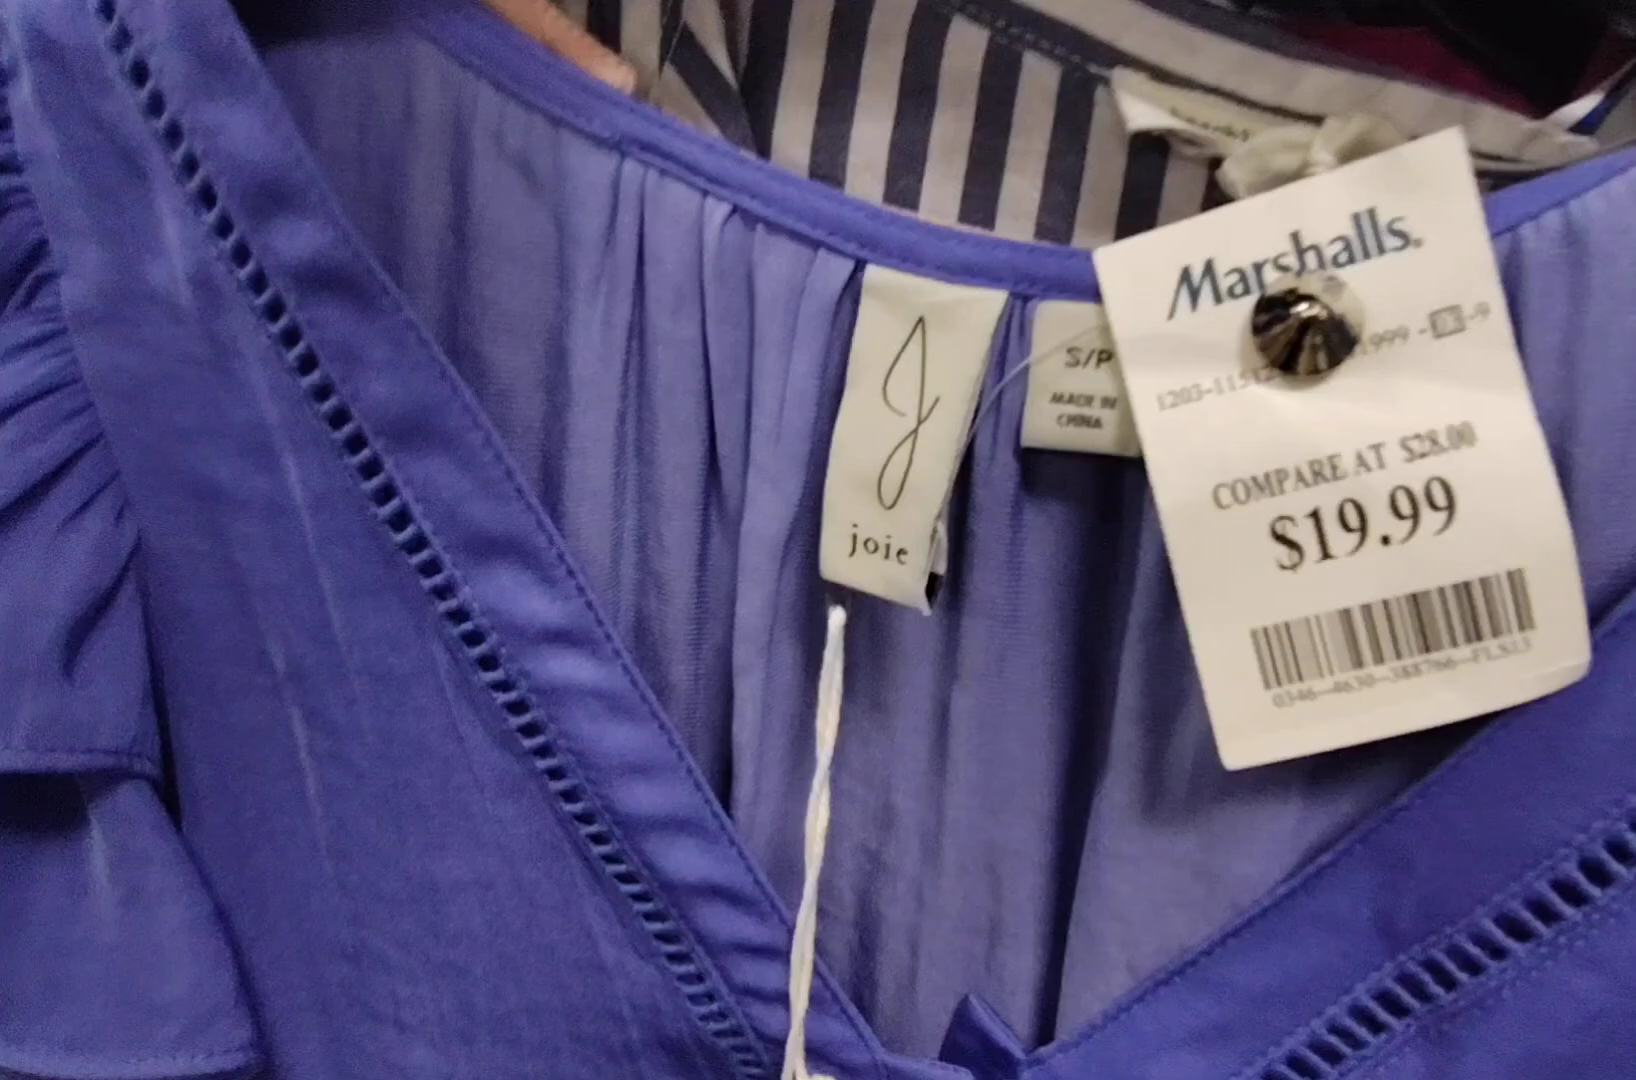 J
joie
S/P
MADE IN
CHINA
Marshalls.
COMPARE AT $28.00
$19.99